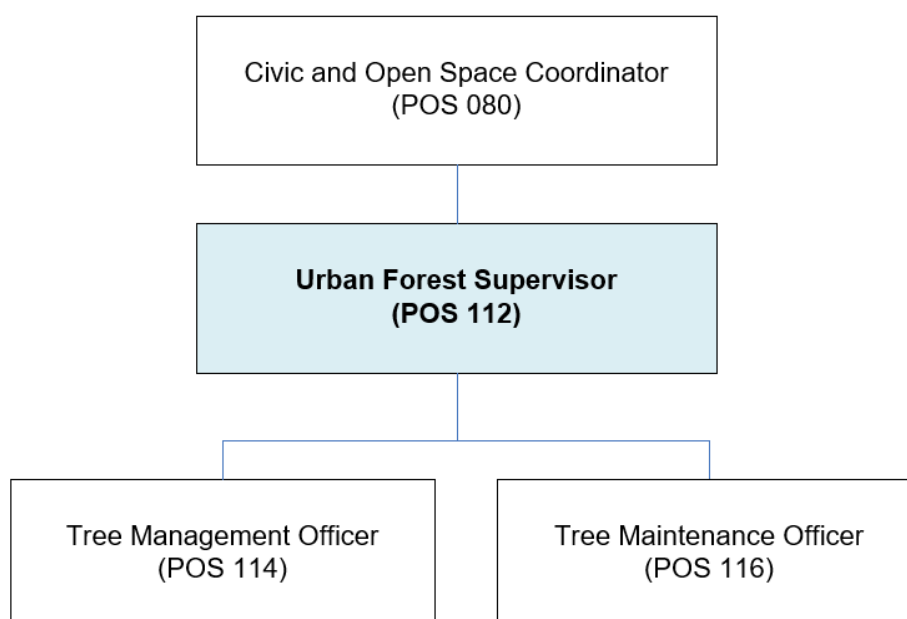 Civic and Open Space Coordinator
(POS 080)
Urban Forest Supervisor
(POS 112)
Tree Management Officer
(POS 114)
Tree Maintenance Officer
(POS 116)